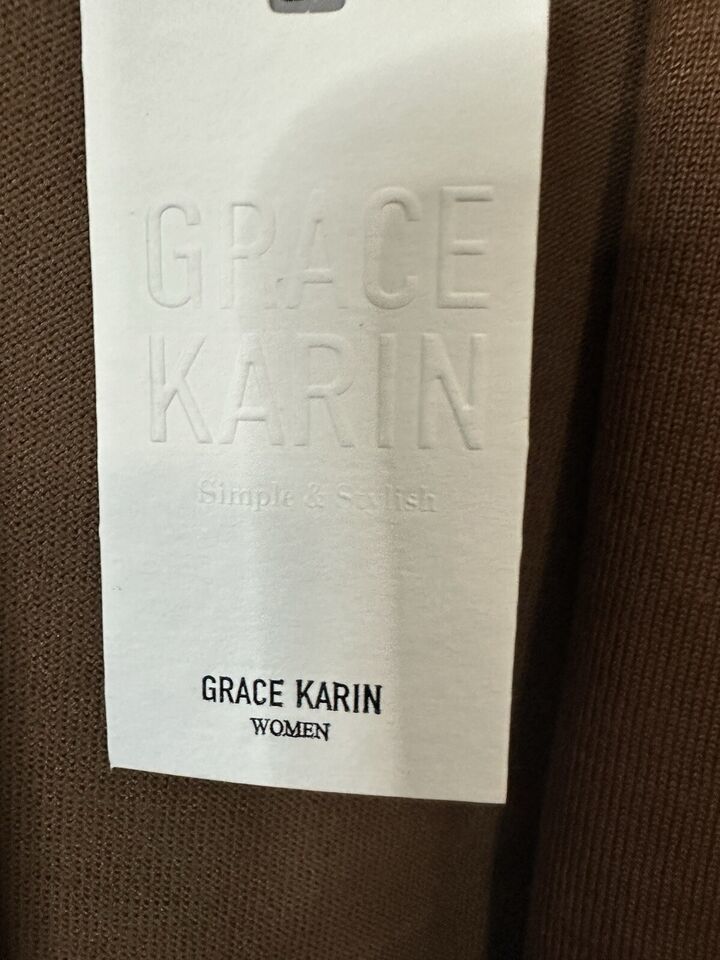 GRACE
KARIN
Simple & Stylish
GRACE KARIN
WOMEN